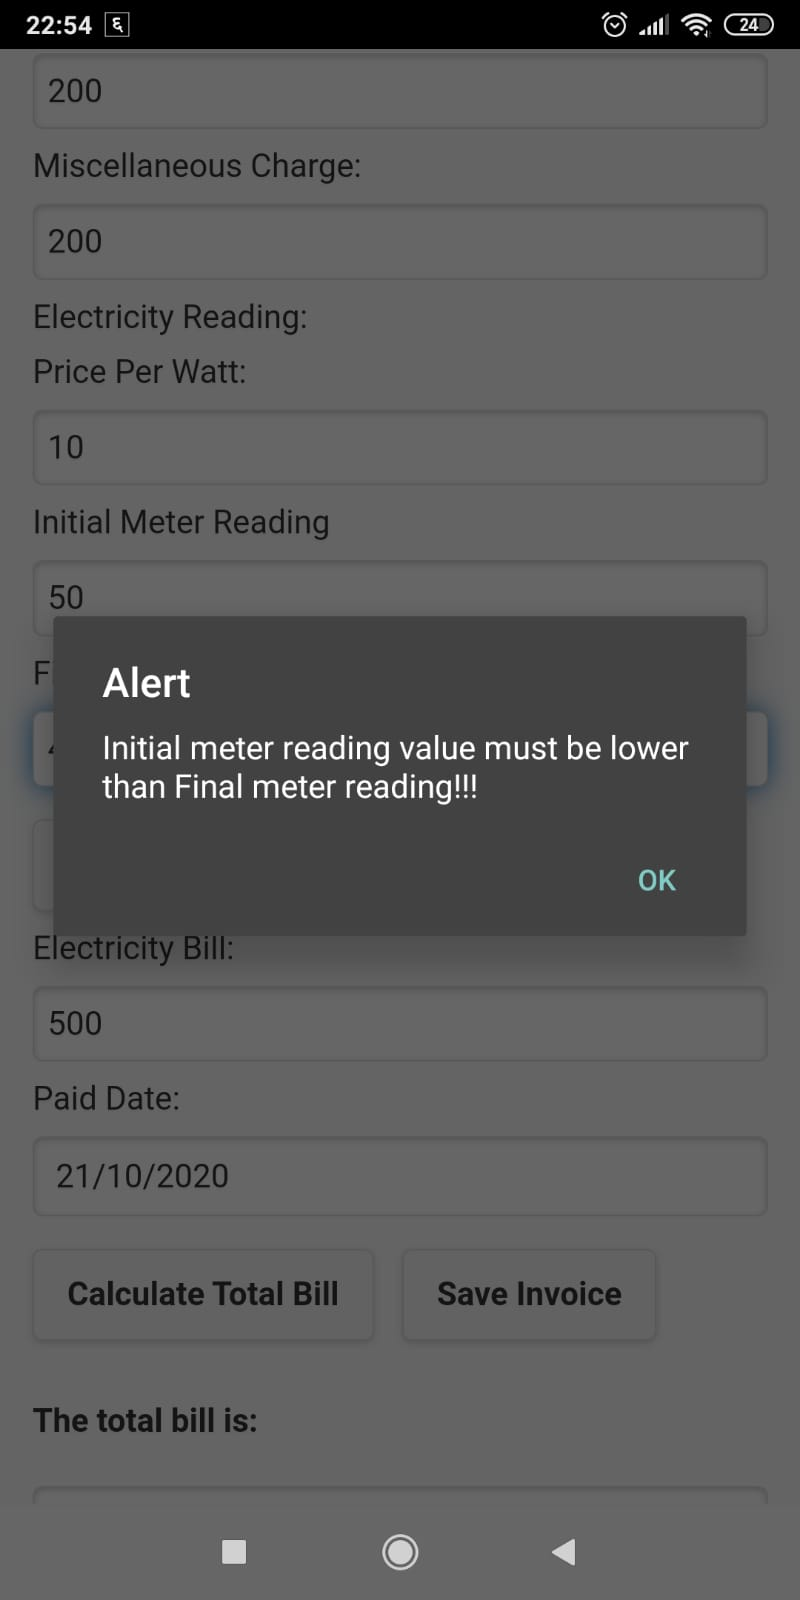 22:54 ६ 24
200
Miscellaneous Charge:
200
Electricity Reading:
Price Per Watt:
10
Initial Meter Reading
50
Alert
Initial meter reading value must be lower
than Final meter reading!!!
OK
Electricity Bill:
500
Paid Date:
21/10/2020
Calculate Total Bill Save Invoice
The total bill is: